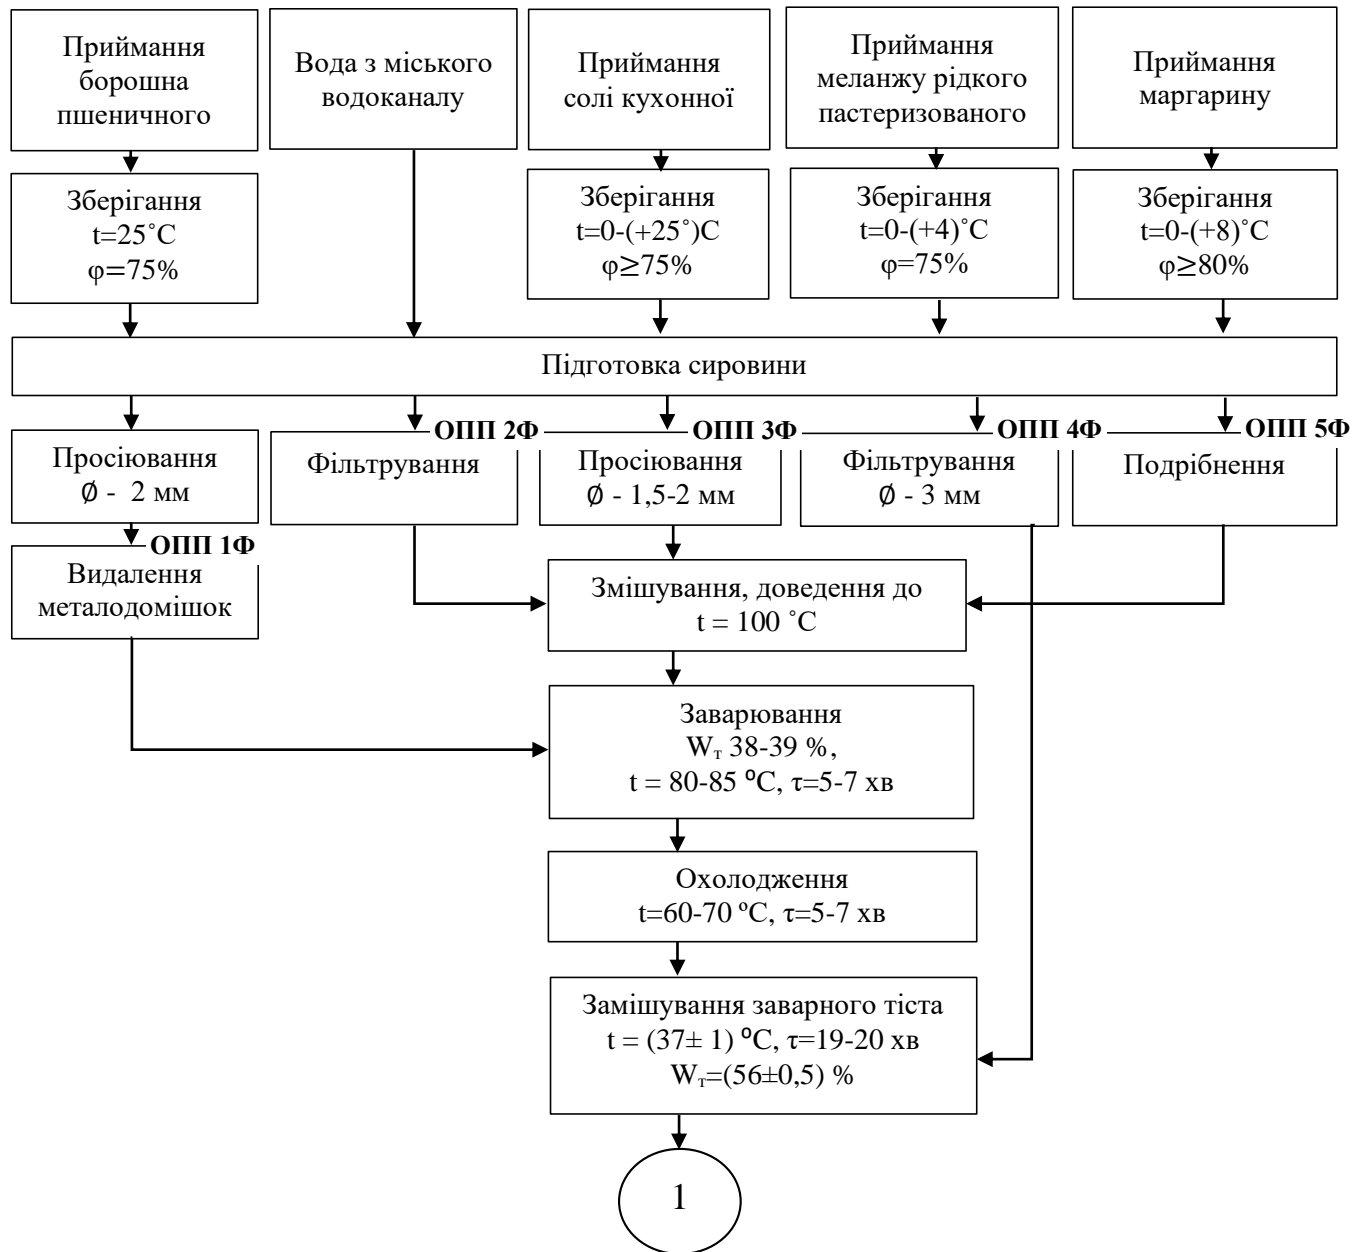 Приймання
борошна
пшеничного
Вода з міського
водоканалу
Приймання
солі кухонної
Приймання
меланжу рідкого
пастеризованого
Приймання
маргарину
Зберігання
t=25˚C
φ=75%
Зберігання
t=0-(+25˚)C
φ≥75%
Зберігання
t=0-(+4)˚C
φ=75%
Зберігання
t=0-(+8)˚C
φ≥80%
Підготовка сировини
Просіювання
Ø - 2 мм
ОПП 2Ф
Фільтрування
ОПП 3Ф
Просіювання
Ø - 1,5-2 мм
ОПП 4Ф
Фільтрування
Ø - 3 мм
ОПП 5Ф
Подрібнення
ОПП 1Ф
Видалення
металодомішок
Змішування, доведення до
t = 100 ˚C
Заварювання
Wт 38-39 %,
t = 80-85 ⁰C, τ=5-7 хв
Охолодження
t=60-70 ºC, τ=5-7 хв
Замішування заварного тіста
t = (37± 1) ⁰C, τ=19-20 хв
Wт=(56±0,5) %
1